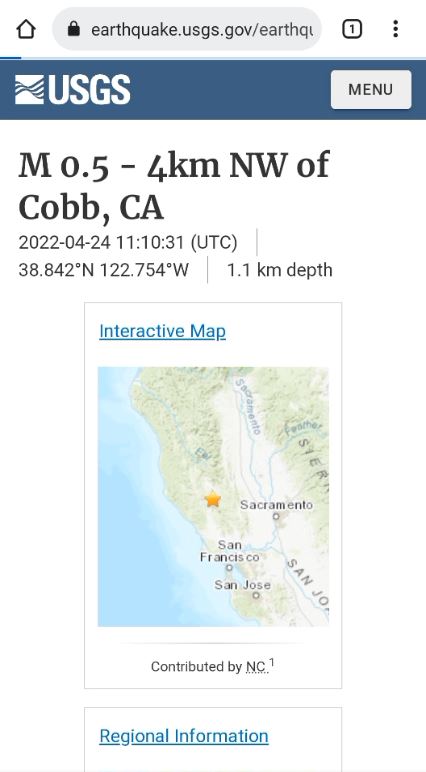 earthquake.usgs.gov/earthqu
1
USGS
MENU
M 0.5 - 4km NW of
Cobb, CA
2022-04-24 11:10:31 (UTC)
38.842°N 122.754°W
1.1 km depth
Interactive Map
Sacramento
Feather
Eel
SIERR
Sacramento
San
Francisco
San Jose
SAN JO
Contributed by NC 1
Regional Information